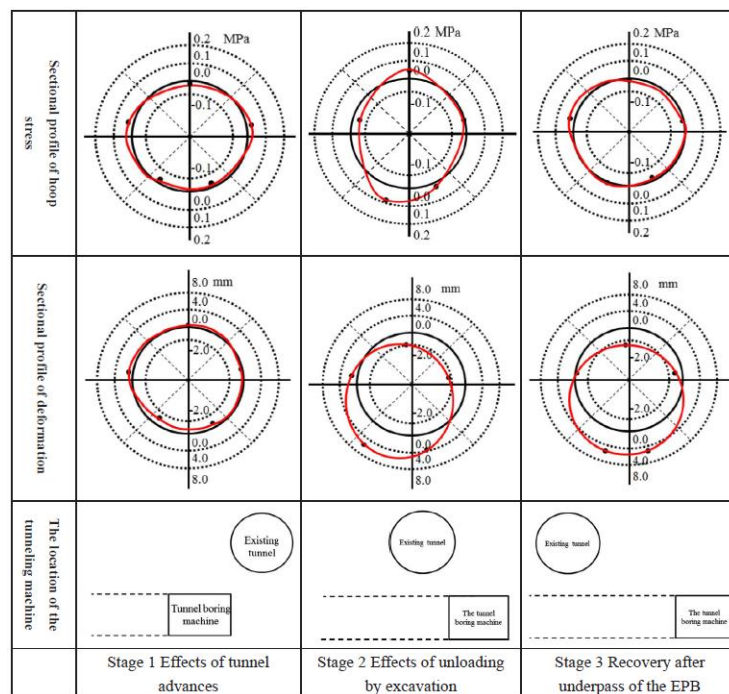 Sectional profile of hoop
stress
0.2
MPa
0.1
0.0
-0.1
-0.1
0.0
0.1
0.2
0.2
MPa
0.1
0.0
-0.1
-0.1
0.0
0.1
0.2
0.2
MPa
0.1
0.0
-0.1
-0.1
0.0
0.1
0.2
Sectional profile of deformation
8.0
mm
4.0
0.0
-2.0
-2.0
0.0
4.0
8.0
8.0
mm
4.0
0.0
-2.0
-2.0
0.0
4.0
8.0
8.0
mm
4.0
0.0
-2.0
-2.0
0.0
4.0
8.0
The location of the
tunneling machine
Existing
tunnel
Tunnel boring
machine
Existing tunnel
The tunnel
boring machine
Existing tunnel
The tunnel
boring machine
Stage 1 Effects of tunnel
advances
Stage 2 Effects of unloading
by excavation
Stage 3 Recovery after
underpass of the EPB